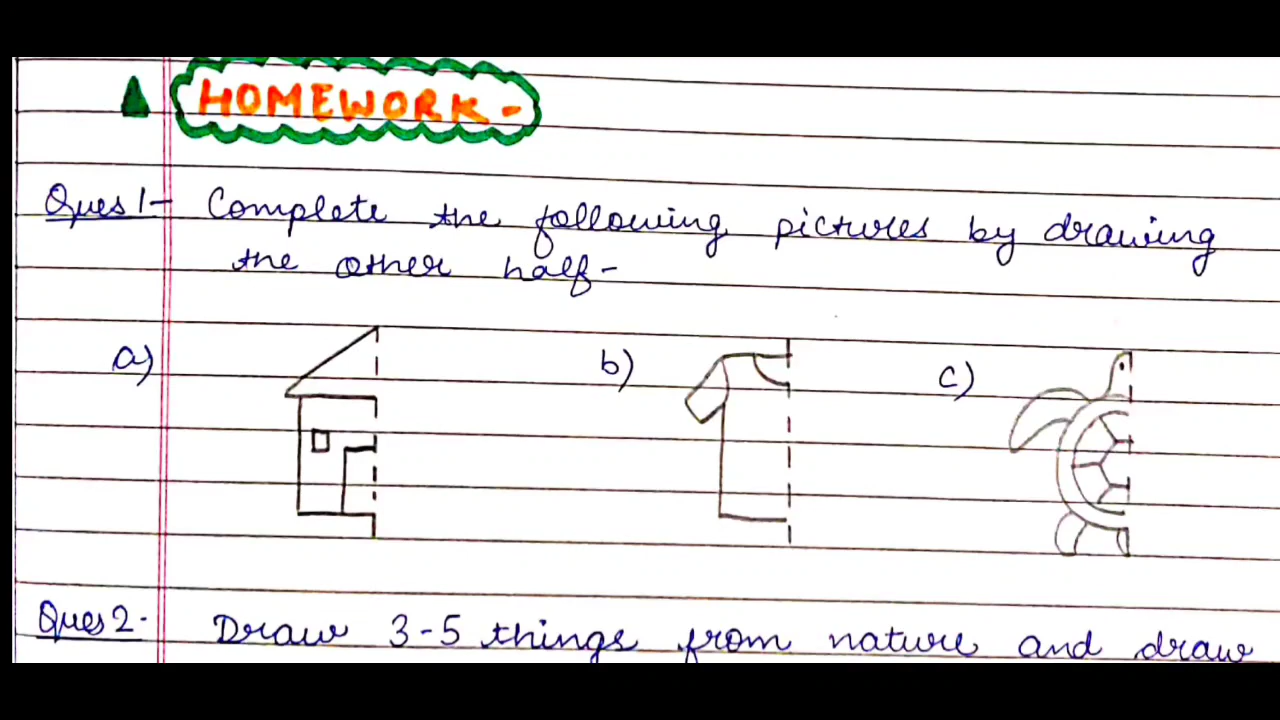 HOMEWORK -
Ques 1- Complete the following pictures by drawing
the other half-
a) b) c)
Ques 2- Draw 3-5 things from nature and draw